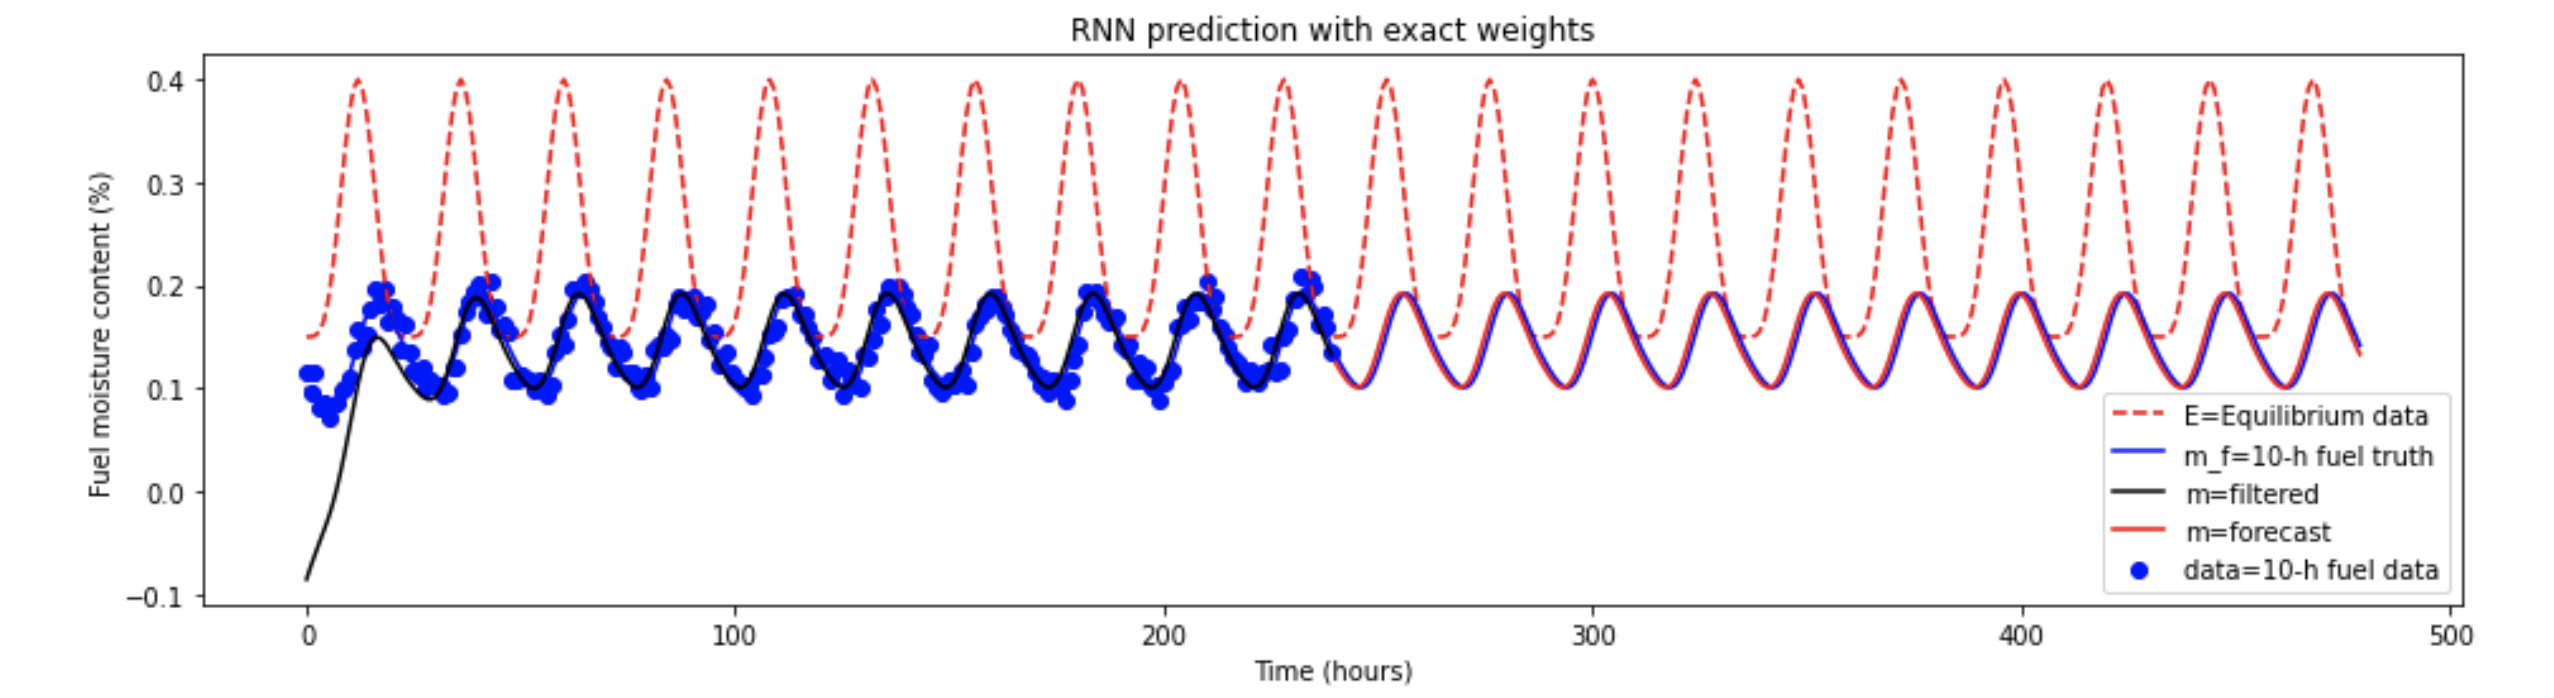 RNN prediction with exact weights
Fuel moisture content (%)
0.4
0.3
0.2
0.1
0.0
−0.1
E=Equilibrium data
m_f=10-h fuel truth
m=filtered
m=forecast
data=10-h fuel data
0 100 200 300 400 500
Time (hours)